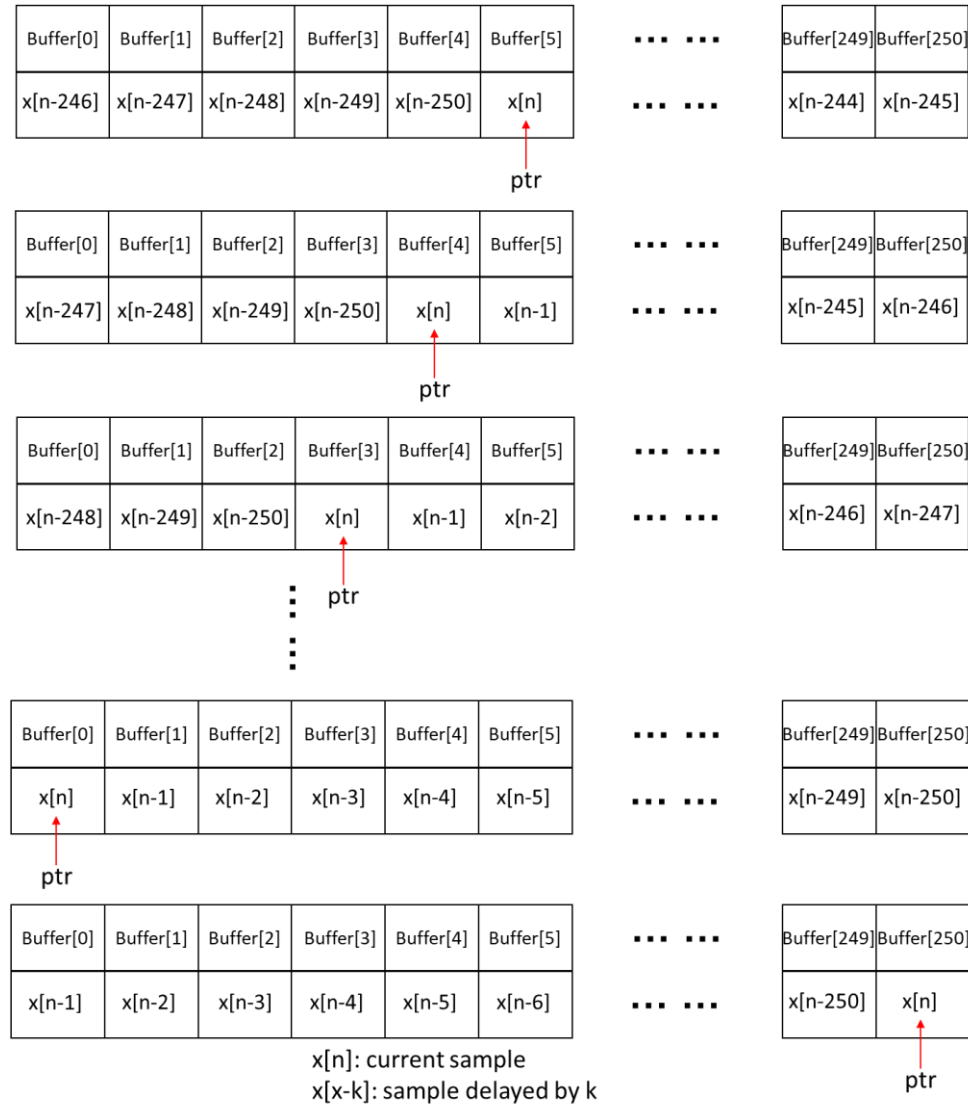 Buffer[0] Buffer[1] Buffer[2] Buffer[3] Buffer[4] Buffer[5] ... ... Buffer[249] Buffer[250]
x[n-246] x[n-247] x[n-248] x[n-249] x[n-250] x[n] ... ... x[n-244] x[n-245]
ptr
Buffer[0] Buffer[1] Buffer[2] Buffer[3] Buffer[4] Buffer[5] ... ... Buffer[249] Buffer[250]
x[n-247] x[n-248] x[n-249] x[n-250] x[n] x[n-1] ... ... x[n-245] x[n-246]
ptr
Buffer[0] Buffer[1] Buffer[2] Buffer[3] Buffer[4] Buffer[5] ... ... Buffer[249] Buffer[250]
x[n-248] x[n-249] x[n-250] x[n] x[n-1] x[n-2] ... ... x[n-246] x[n-247]
ptr
Buffer[0] Buffer[1] Buffer[2] Buffer[3] Buffer[4] Buffer[5] ... ... Buffer[249] Buffer[250]
x[n] x[n-1] x[n-2] x[n-3] x[n-4] x[n-5] ... ... x[n-249] x[n-250]
ptr
Buffer[0] Buffer[1] Buffer[2] Buffer[3] Buffer[4] Buffer[5] ... ... Buffer[249] Buffer[250]
x[n-1] x[n-2] x[n-3] x[n-4] x[n-5] x[n-6] ... ... x[n-250] x[n]
ptr
x[n]: current sample
x[x-k]: sample delayed by k